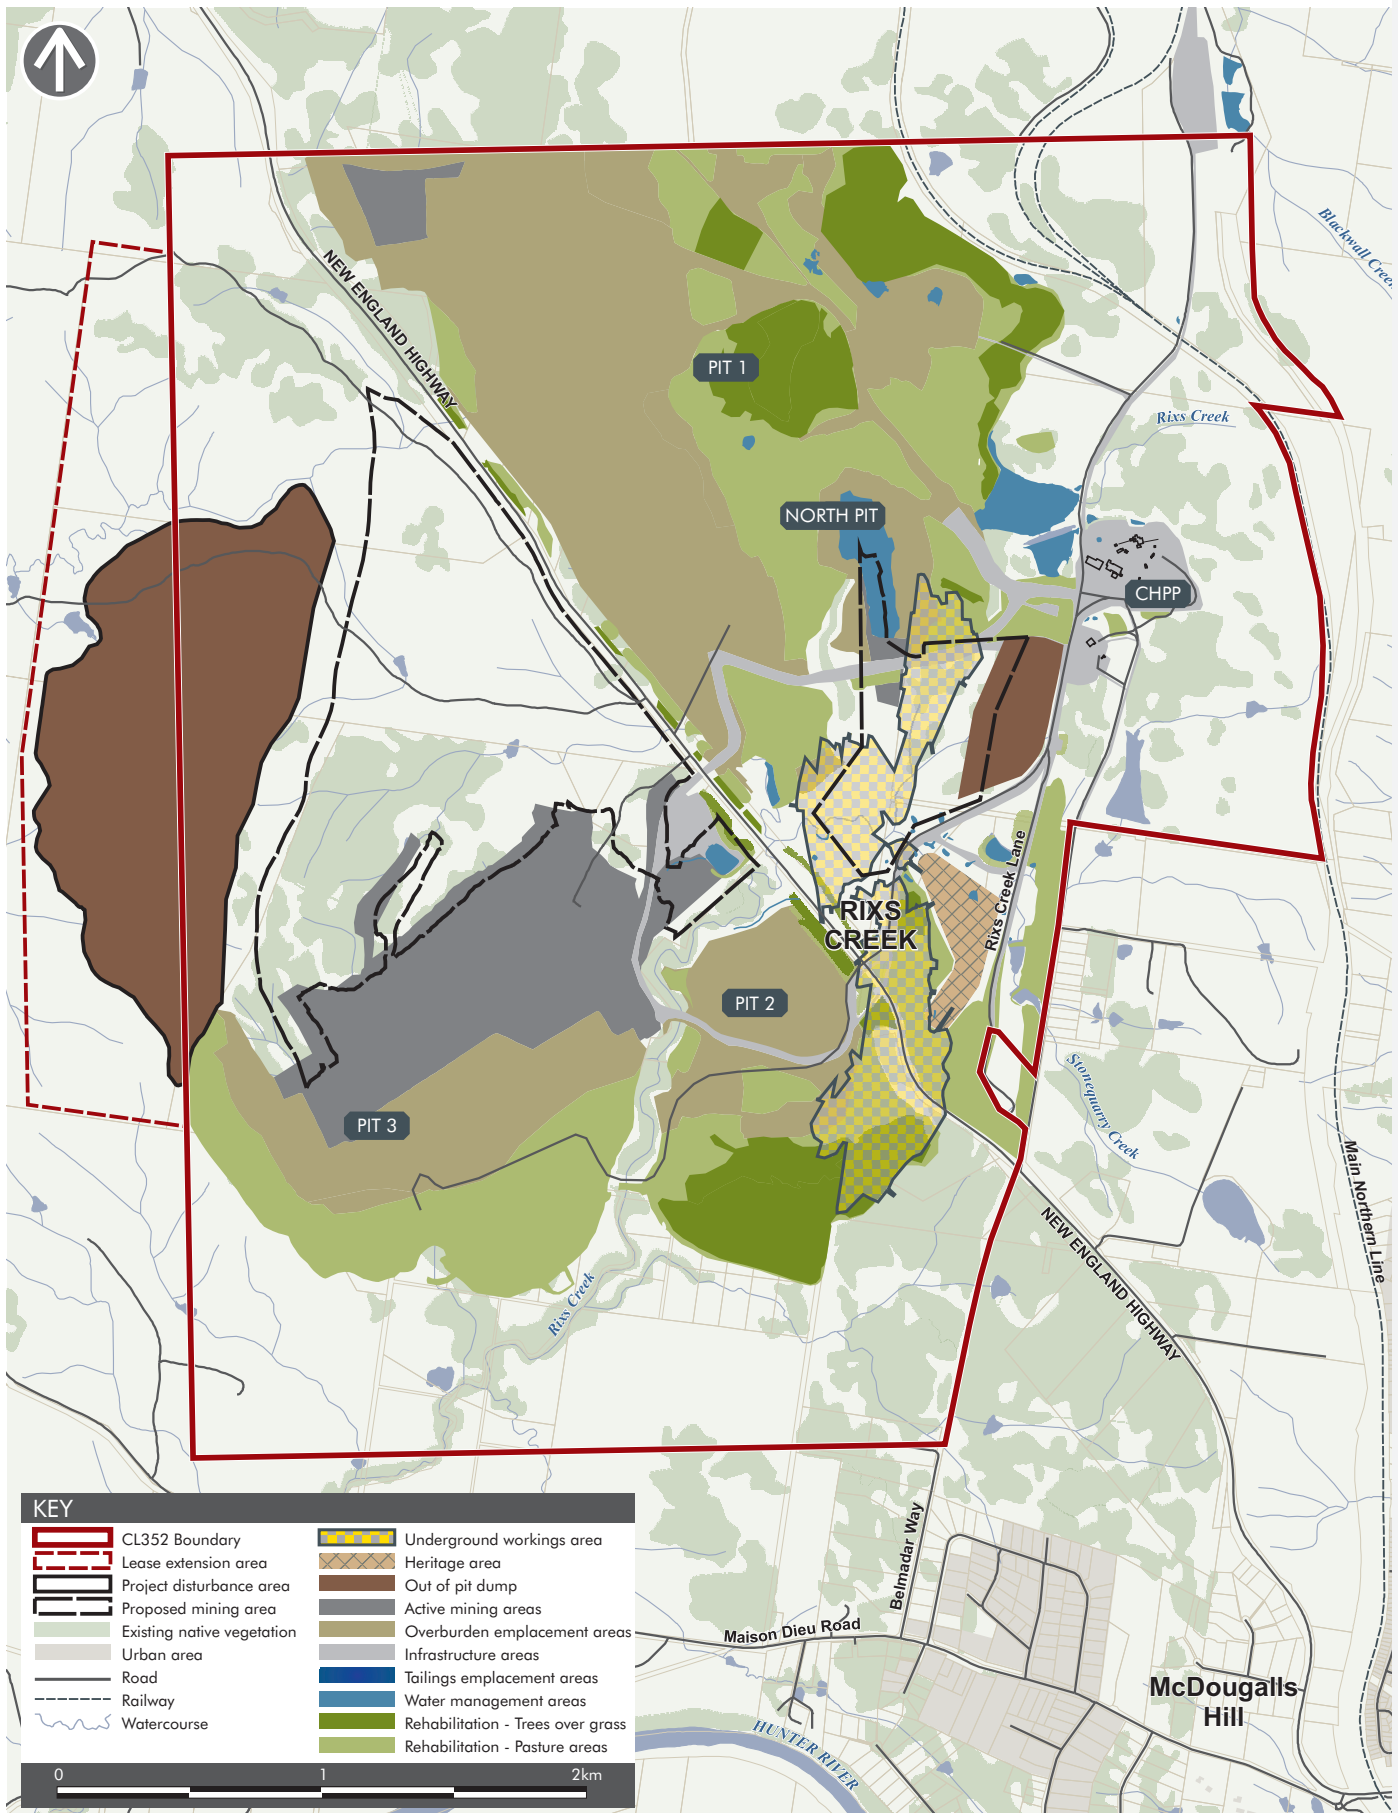 Blackwall Creek
NEW ENGLAND HIGHWAY
PIT 1
Rixs Creek
NORTH PIT
CHPP
Rixs Creek Lane
RIXS
CREEK
PIT 2
PIT 3
Stonequarry Creek
Main Northern Line
NEW ENGLAND HIGHWAY
Rixs Creek
Belmadar Way
Maison Dieu Road
McDougalls
Hill
HUNTER RIVER
KEY
CL352 Boundary
Lease extension area
Project disturbance area
Proposed mining area
Existing native vegetation
Urban area
Road
Railway
Watercourse
Underground workings area
Heritage area
Out of pit dump
Active mining areas
Overburden emplacement areas
Infrastructure areas
Tailings emplacement areas
Water management areas
Rehabilitation - Trees over grass
Rehabilitation - Pasture areas
0 1 2km